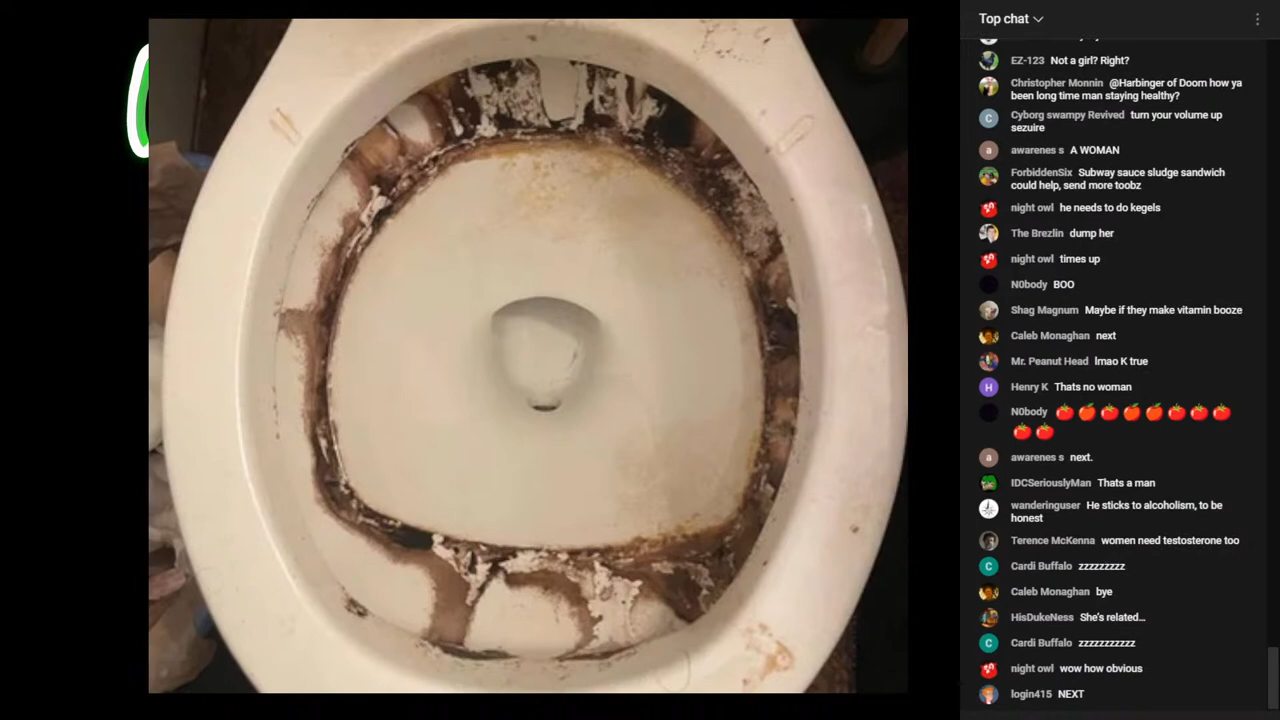 Top chat
EZ-123 Not a girl? Right?
Christopher Monnin @Harbinger of Doom how ya
been long time man staying healthy?
Cyborg swampy Revived turn your volume up
sezuire
awarenes s A WOMAN
ForbiddenSix Subway sauce sludge sandwich
could help, send more toobz
night owl he needs to do kegels
The Brezlin dump her
night owl times up
N0body BOO
Shag Magnum Maybe if they make vitamin booze
Caleb Monaghan next
Mr. Peanut Head lmao K true
H
Henry K Thats no woman
N0body 🍅🍎🍅🍎🍎🍅🍅🍅
🍅🍅
a
awarenes s next.
IDCSeriouslyMan Thats a man
wanderinguser He sticks to alcoholism, to be
honest
Terence McKenna women need testosterone too
C
Cardi Buffalo zzzzzzzzz
Caleb Monaghan bye
HisDukeNess She's related...
C
Cardi Buffalo zzzzzzzzzzz
night owl wow how obvious
login415 NEXT